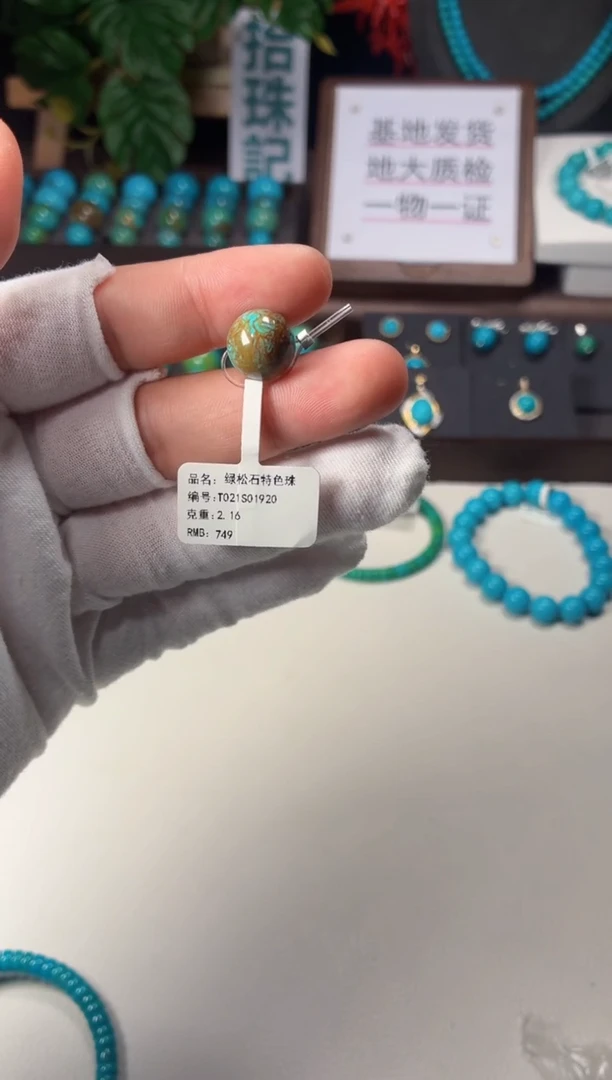 拾珠記
基地发货
地大质检
一物一证
品名: 绿松石特色珠
编号:T021S01920
克重:2.16
RMB: 749